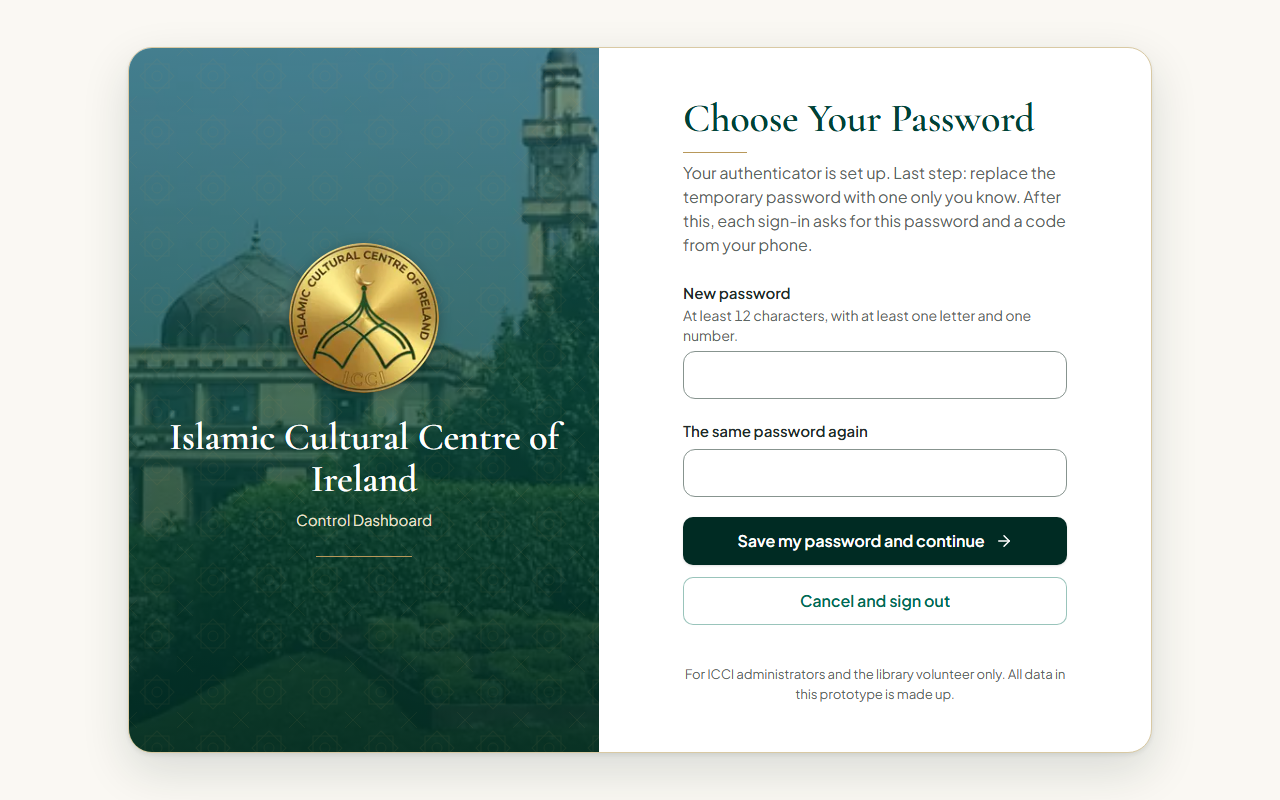 ISLAMIC CULTURAL CENTRE OF IRELAND
ICCI
Islamic Cultural Centre of
Ireland
Control Dashboard
Choose Your Password
Your authenticator is set up. Last step: replace the
temporary password with one only you know. After
this, each sign-in asks for this password and a code
from your phone.
New password
At least 12 characters, with at least one letter and one
number.
The same password again
Save my password and continue →
Cancel and sign out
For ICCI administrators and the library volunteer only. All data in
this prototype is made up.